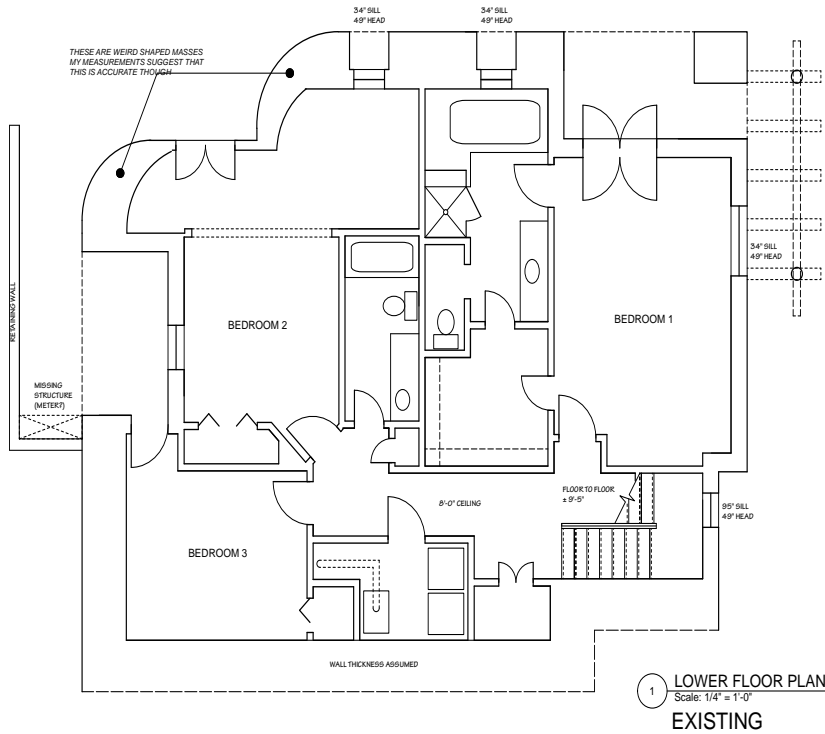 34" SILL
49" HEAD
34" SILL
49" HEAD
THESE ARE WEIRD SHAPED MASSES
MY MEASUREMENTS SUGGEST THAT
THIS IS ACCURATE THOUGH
RETAINING WALL
34" SILL
49" HEAD
BEDROOM 2
BEDROOM 1
MISSING
STRUCTURE
(METER?)
FLOOR TO FLOOR
± 9'-5"
8'-0" CEILING
95" SILL
49" HEAD
BEDROOM 3
WALL THICKNESS ASSUMED
1
LOWER FLOOR PLAN
Scale: 1/4" = 1'-0"
EXISTING